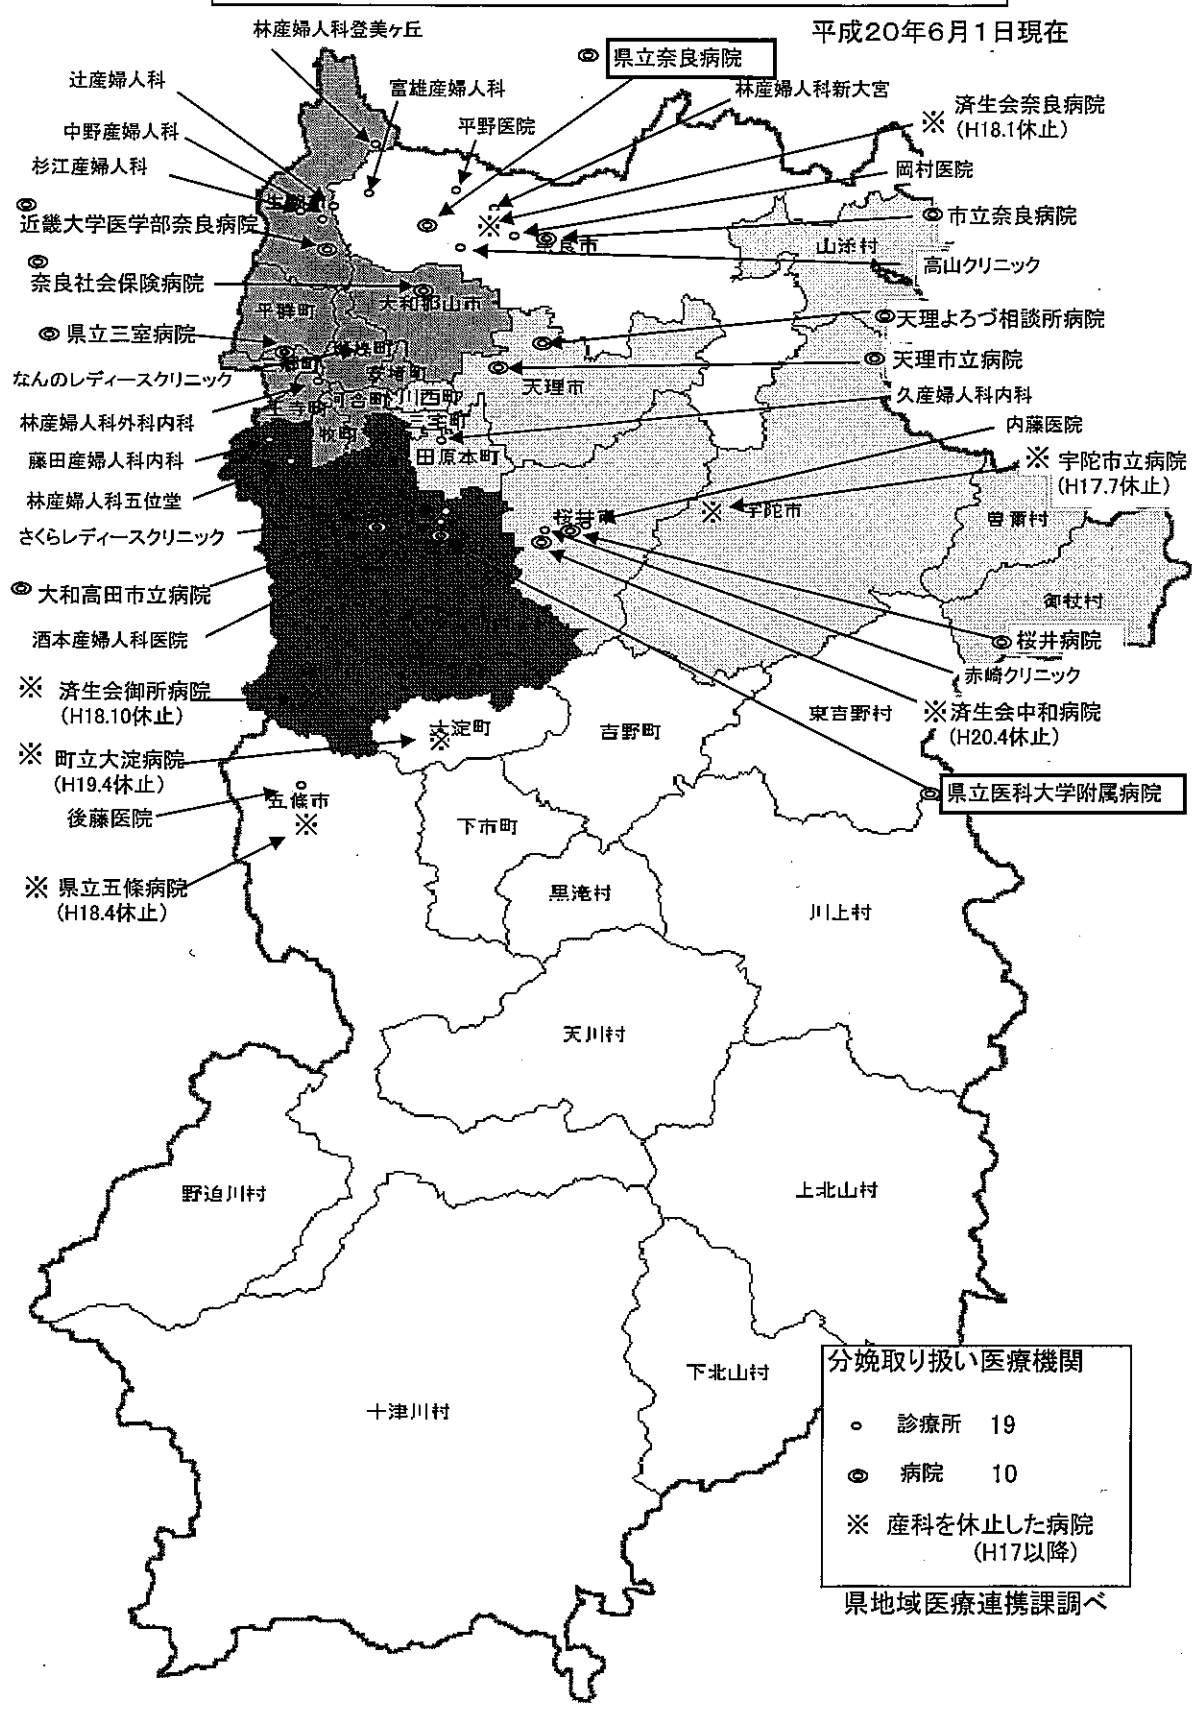 平成20年6月1日現在
林産婦人科登美ヶ丘
◎ 県立奈良病院
辻産婦人科
富雄産婦人科
林産婦人科新大宮
※ 済生会奈良病院
(H18.1休止)
中野産婦人科
平野医院
杉江産婦人科
岡村医院
◎
近畿大学医学部奈良病院
◎ 市立奈良病院
※
奈良市
山添村
高山クリニック
◎
奈良社会保険病院
大和郡山市
平群町
◎ 県立三室病院
◎ 天理よろづ相談所病院
◎ 天理市立病院
なんのレディースクリニック
安堵町
天理市
河合町
川西町
久産婦人科内科
林産婦人科外科内科
王寺町
三宅町
内藤医院
藤田産婦人科内科
田原本町
※ 宇陀市立病院
(H17.7休止)
林産婦人科五位堂
※ 宇陀市
桜井市
曽爾村
さくらレディースクリニック
◎ 大和高田市立病院
御杖村
酒本産婦人科医院
◎ 桜井病院
赤崎クリニック
※ 済生会御所病院
(H18.10休止)
東吉野村
※ 済生会中和病院
(H20.4休止)
大淀町
※
吉野町
※ 町立大淀病院
(H19.4休止)
◎ 県立医科大学附属病院
五條市
※
後藤医院
下市町
※ 県立五條病院
(H18.4休止)
黒滝村
川上村
天川村
野迫川村
上北山村
下北山村
十津川村
分娩取り扱い医療機関
○ 診療所 19
◎ 病院 10
※ 産科を休止した病院
(H17以降)
県地域医療連携課調べ